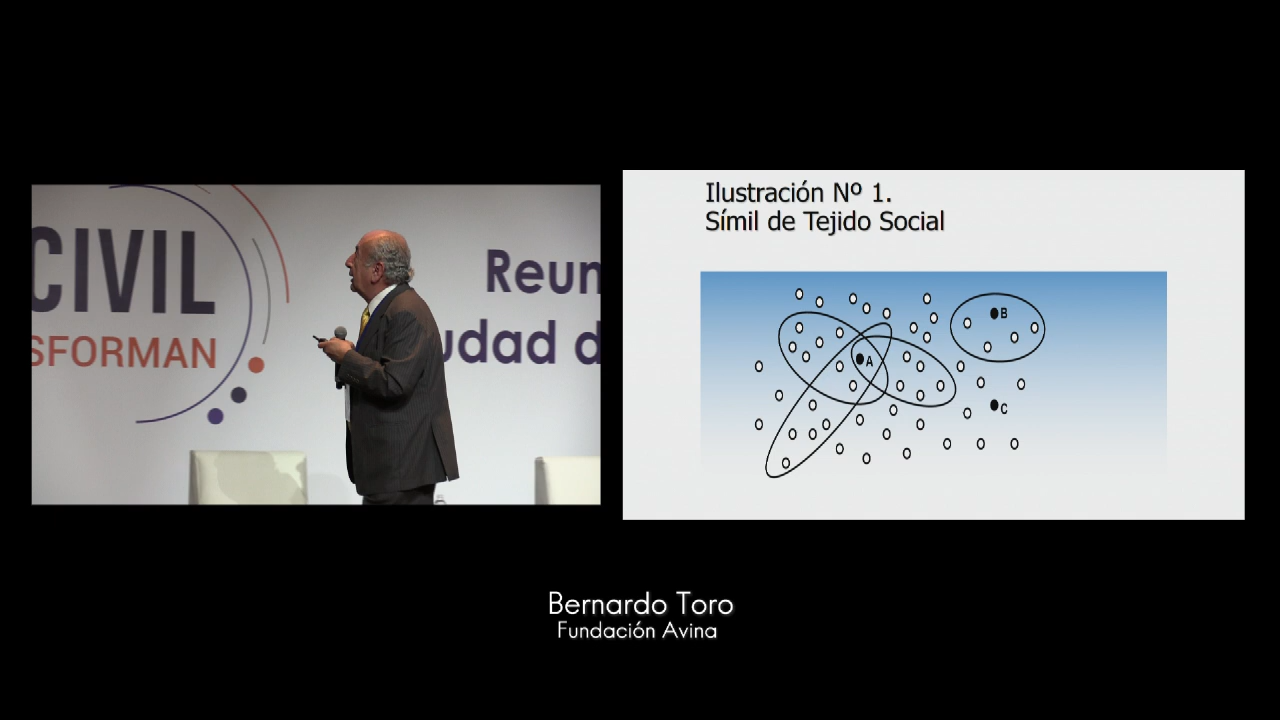 CIVIL
SFORMAN
Reun
udad d
Ilustración Nº 1.
Símil de Tejido Social
B
A
C
Bernardo Toro
Fundación Avina